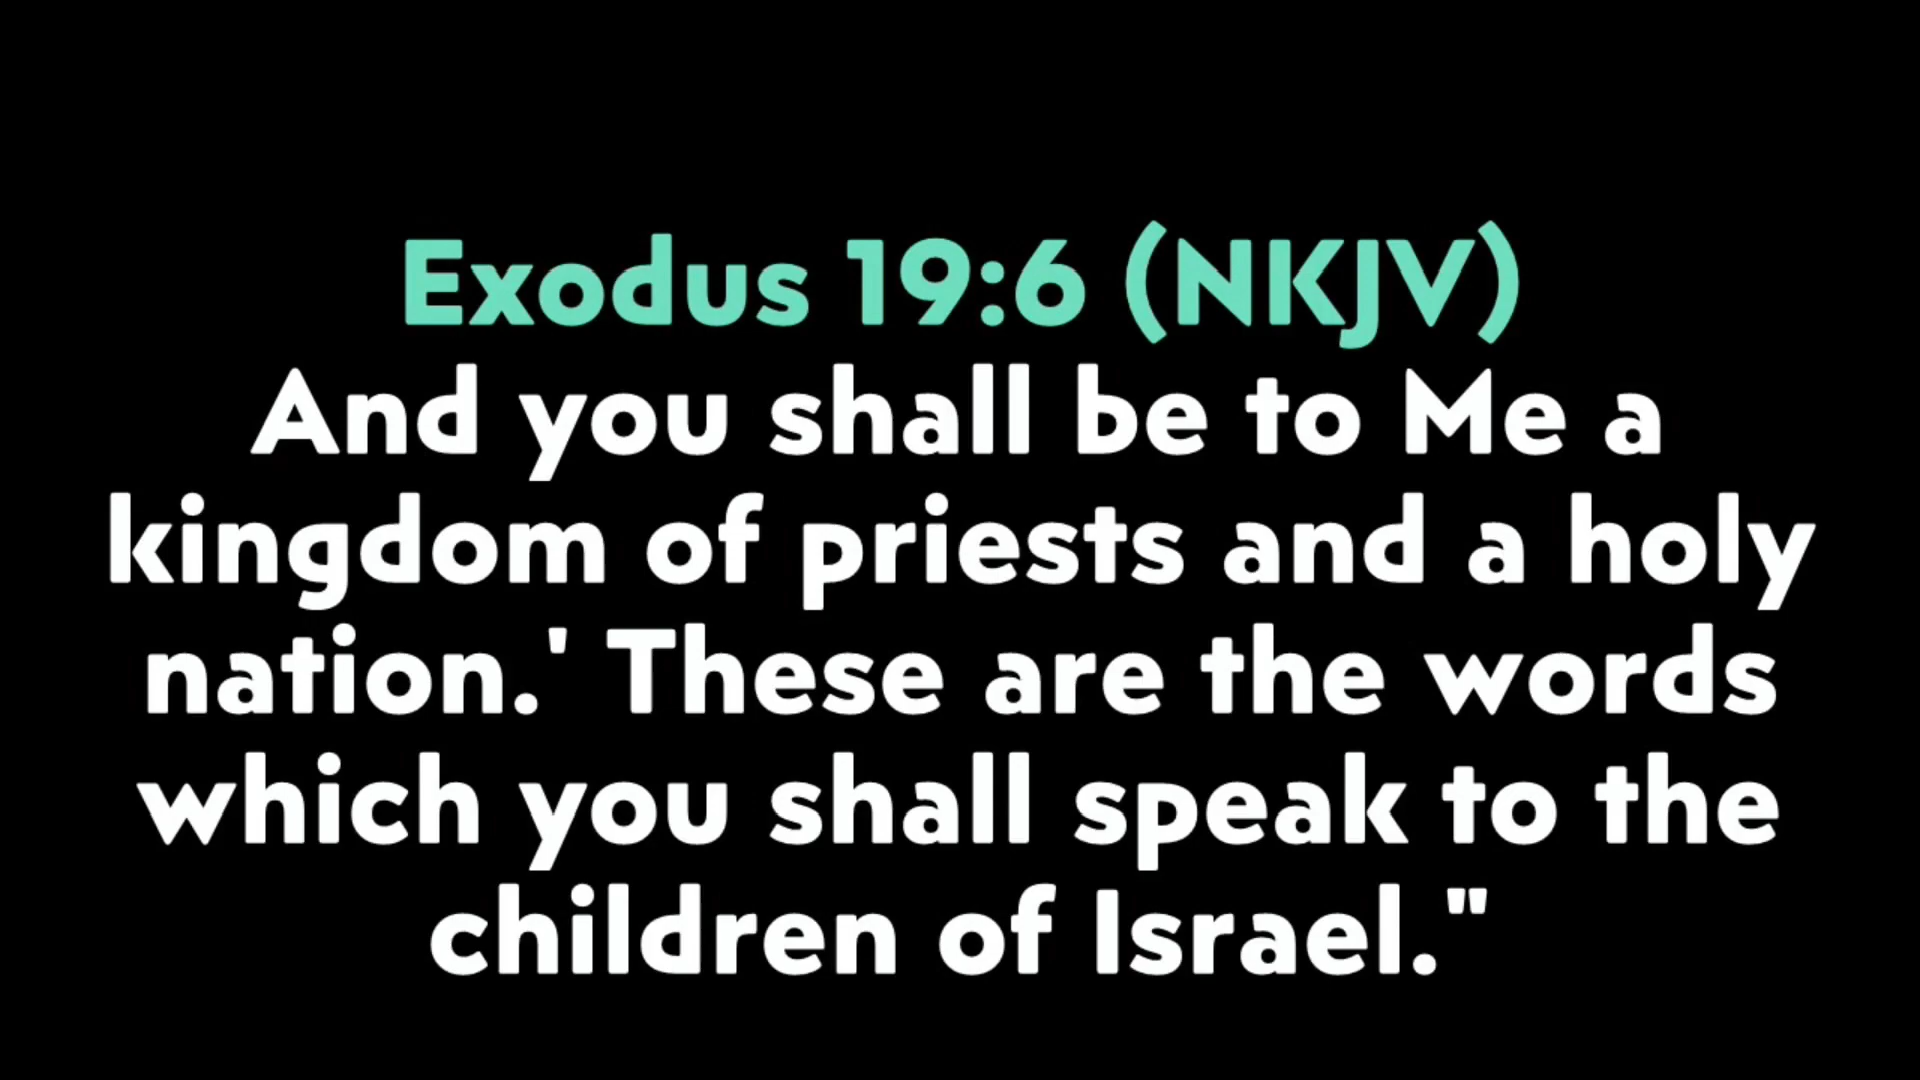 Exodus 19:6 (NKJV)
And you shall be to Me a
kingdom of priests and a holy
nation.' These are the words
which you shall speak to the
children of Israel."